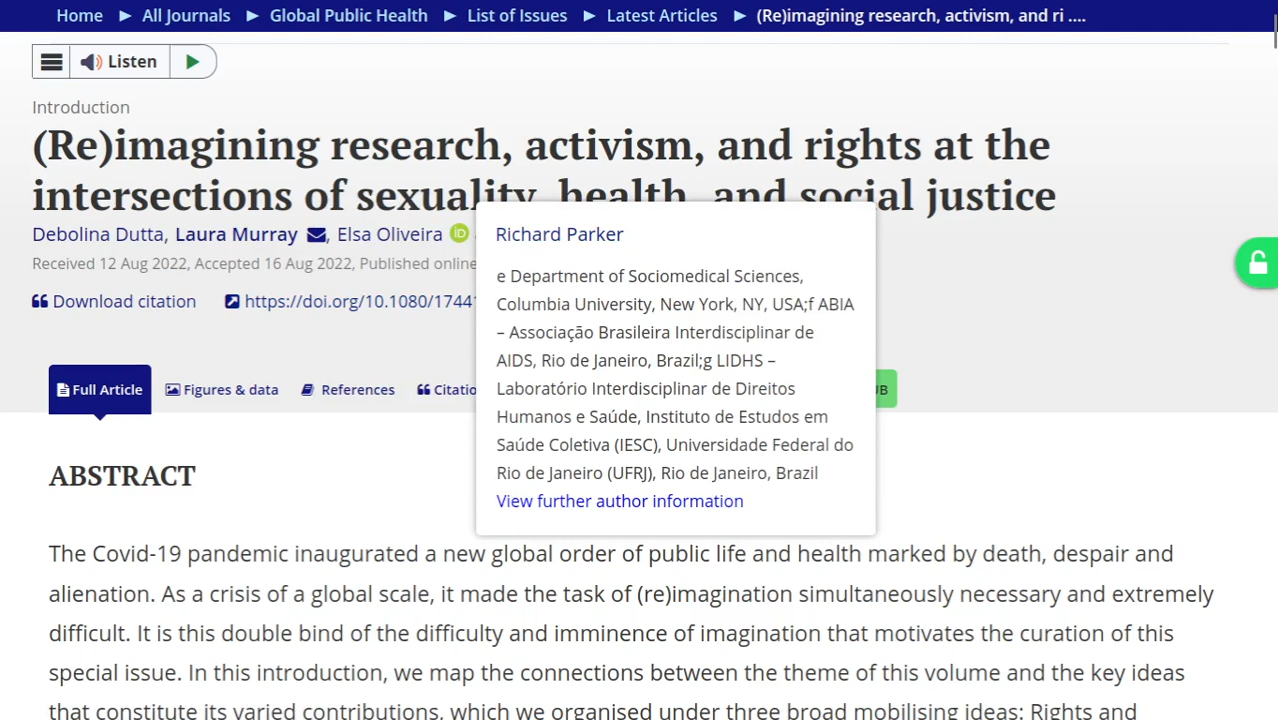 Home ▶ All Journals ▶ Global Public Health ▶ List of Issues ▶ Latest Articles ▶ (Re)imagining research, activism, and ri ....
Listen
Introduction
(Re)imagining research, activism, and rights at the
intersections of sexuality, health, and social justice
Debolina Dutta, Laura Murray, Elsa Oliveira iD
Received 12 Aug 2022, Accepted 16 Aug 2022, Published online
Download citation https://doi.org/10.1080/1744
Full Article Figures & data References
Richard Parker
e Department of Sociomedical Sciences,
Columbia University, New York, NY, USA;f ABIA
– Associação Brasileira Interdisciplinar de
AIDS, Rio de Janeiro, Brazil;g LIDHS –
Laboratório Interdisciplinar de Direitos
Humanos e Saúde, Instituto de Estudos em
Saúde Coletiva (IESC), Universidade Federal do
Rio de Janeiro (UFRJ), Rio de Janeiro, Brazil
View further author information
ABSTRACT
The Covid-19 pandemic inaugurated a new global order of public life and health marked by death, despair and
alienation. As a crisis of a global scale, it made the task of (re)imagination simultaneously necessary and extremely
difficult. It is this double bind of the difficulty and imminence of imagination that motivates the curation of this
special issue. In this introduction, we map the connections between the theme of this volume and the key ideas
that constitute its varied contributions, which we organised under three broad mobilising ideas: Rights and